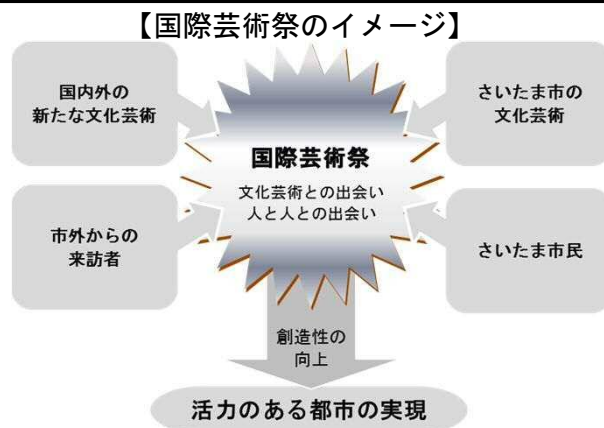 【国際芸術祭のイメージ】
国内外の
新たな文化芸術
さいたま市の
文化芸術
国際芸術祭
文化芸術との出会い
人と人との出会い
市外からの
来訪者
さいたま市民
創造性の
向上
活力のある都市の実現